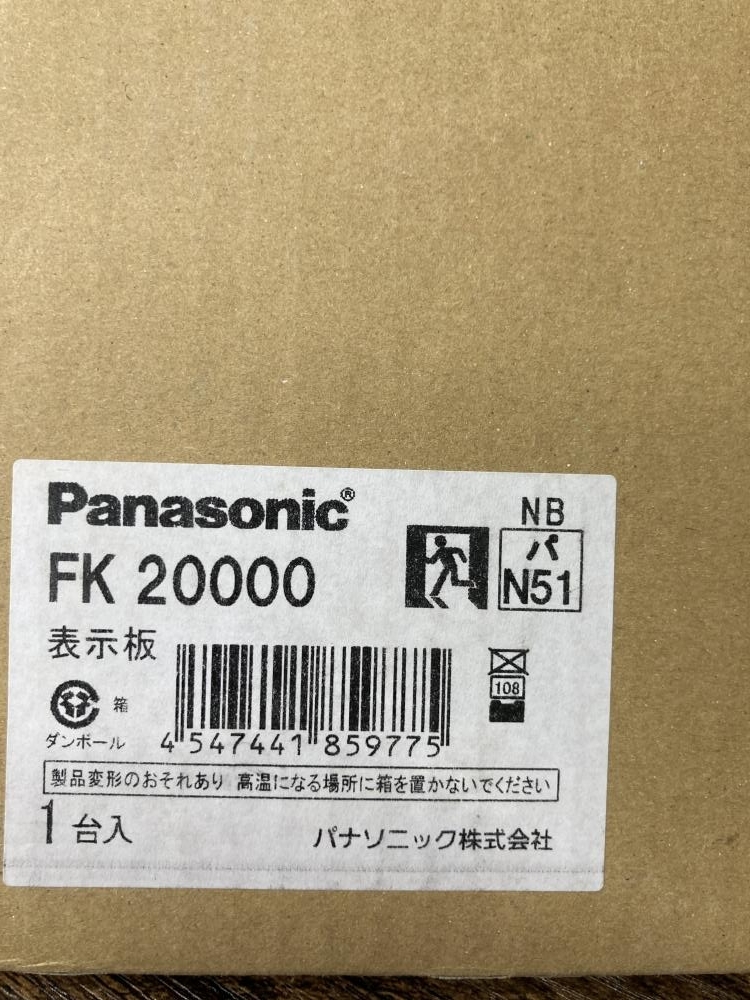 Panasonic®
NB
FK 20000
パ
N51
表示板
108
箱
ダンボール
4547441859775
製品変形のおそれあり 高温になる場所に箱を置かないでください
1台入
パナソニック株式会社